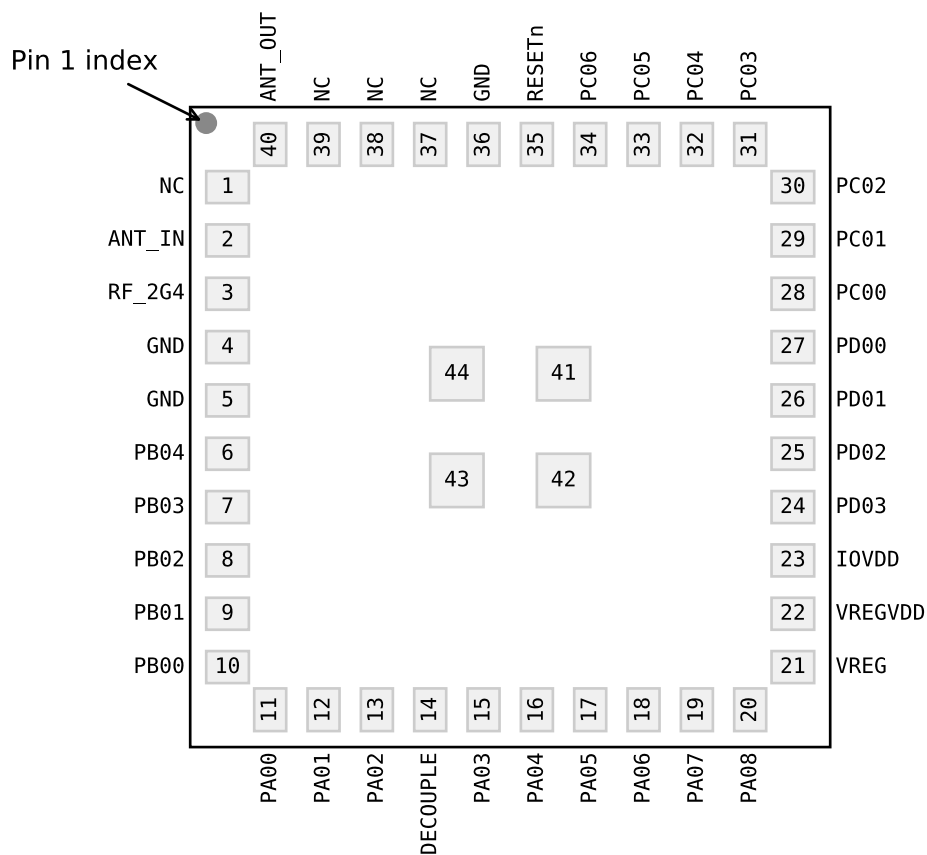 Pin 1 index
ANT_OUT NC NC NC GND RESETn PC06 PC05 PC04 PC03
40 39 38 37 36 35 34 33 32 31
NC 1 30 PC02
ANT_IN 2 29 PC01
RF_2G4 3 28 PC00
GND 4 27 PD00
44 41
GND 5 26 PD01
PB04 6 25 PD02
43 42
PB03 7 24 PD03
PB02 8 23 IOVDD
PB01 9 22 VREGVDD
PB00 10 21 VREG
11 12 13 14 15 16 17 18 19 20
PA00 PA01 PA02 DECOUPLE PA03 PA04 PA05 PA06 PA07 PA08